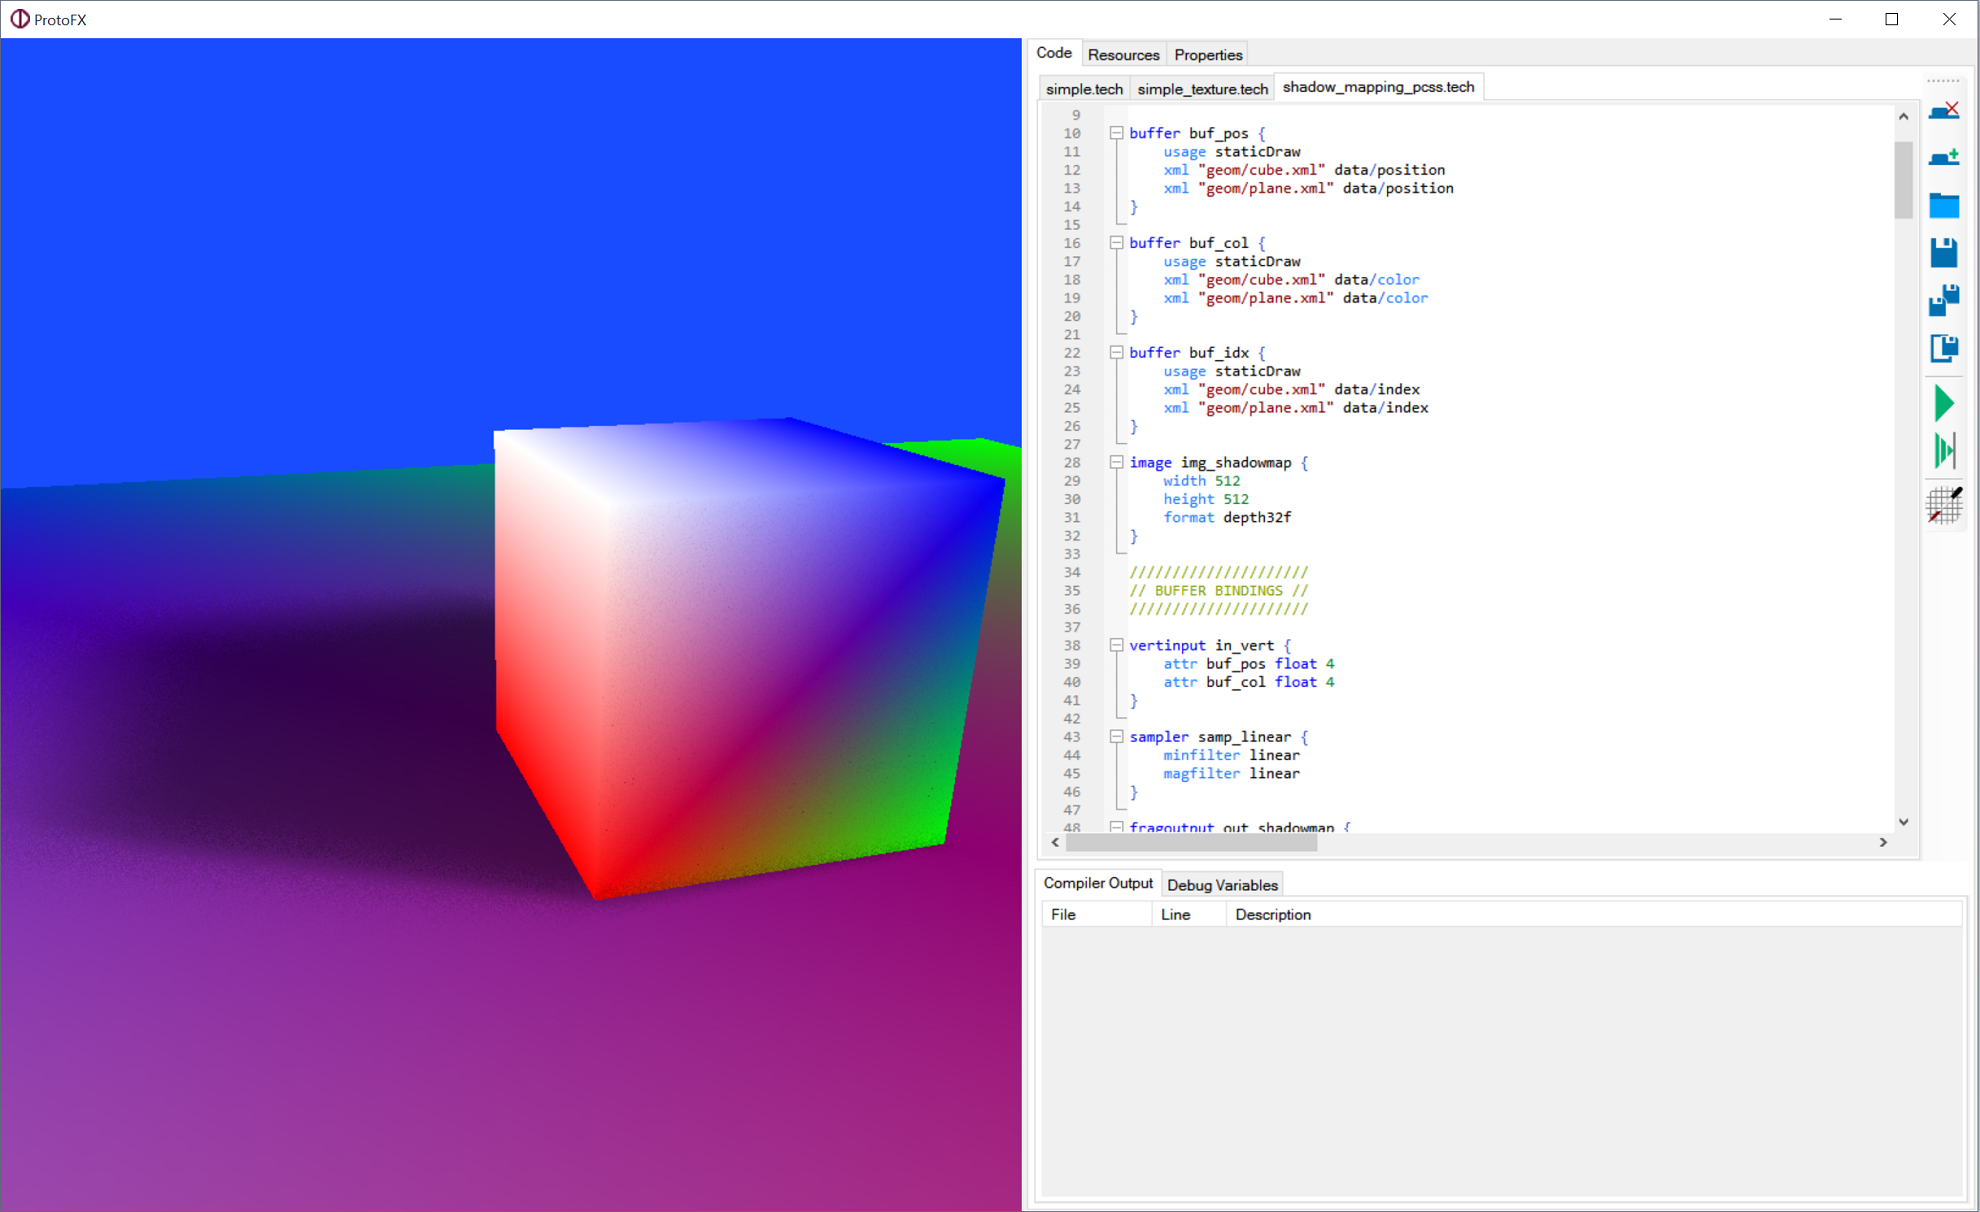 ProtoFX
Code Resources Properties
simple.tech simple_texture.tech shadow_mapping_pcss.tech
9
10 buffer buf_pos {
11 usage staticDraw
12 xml "geom/cube.xml" data/position
13 xml "geom/plane.xml" data/position
14 }
15
16 buffer buf_col {
17 usage staticDraw
18 xml "geom/cube.xml" data/color
19 xml "geom/plane.xml" data/color
20 }
21
22 buffer buf_idx {
23 usage staticDraw
24 xml "geom/cube.xml" data/index
25 xml "geom/plane.xml" data/index
26 }
27
28 image img_shadowmap {
29 width 512
30 height 512
31 format depth32f
32 }
33
34 /////////////////////
35 // BUFFER BINDINGS //
36 /////////////////////
37
38 vertinput in_vert {
39 attr buf_pos float 4
40 attr buf_col float 4
41 }
42
43 sampler samp_linear {
44 minfilter linear
45 magfilter linear
46 }
47
48 fragoutput out_shadowmap {
Compiler Output Debug Variables
File Line Description